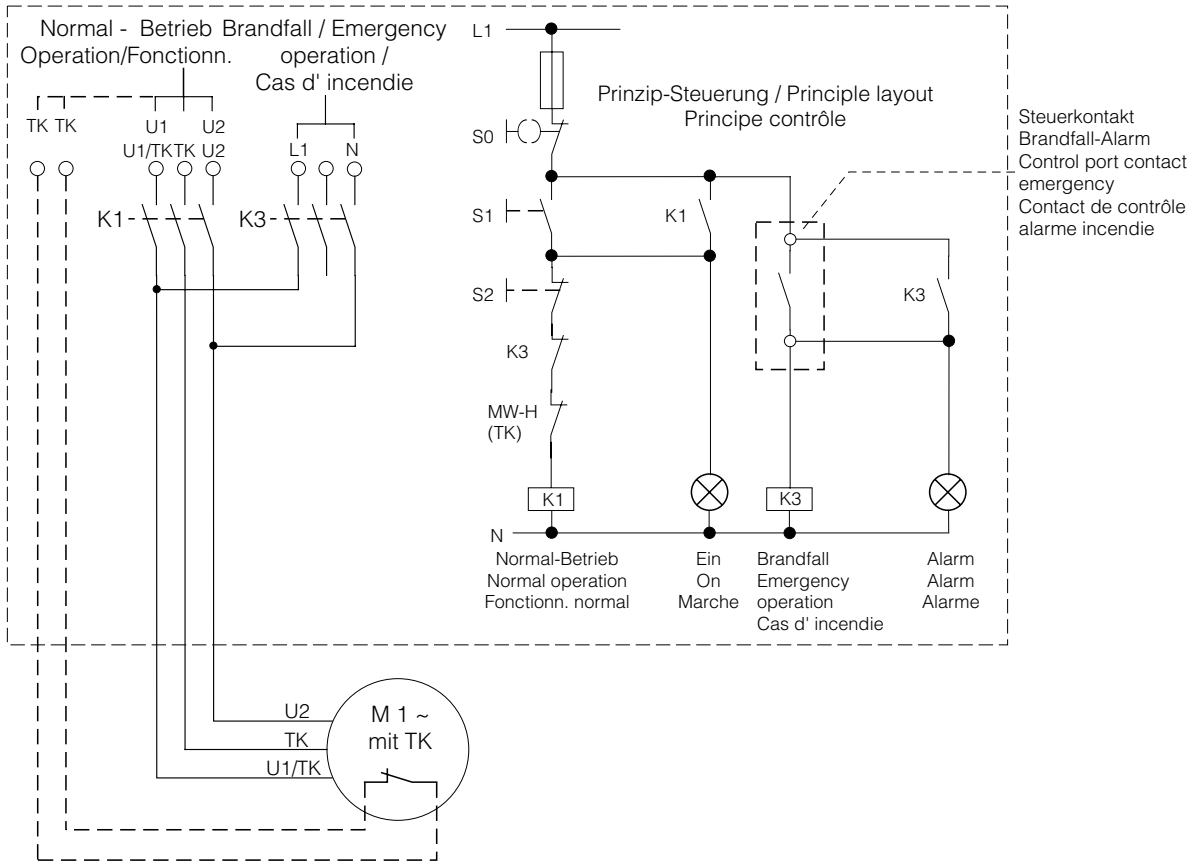 Normal - Betrieb
Operation/Fonctionn.
Brandfall / Emergency
operation /
Cas d' incendie
TK TK
U1 U2
U1/TK TK U2
L1 N
K1
K3
L1
Prinzip-Steuerung / Principle layout
Principe contrôle
S0
S1
K1
S2
K3
K3
MW-H
(TK)
K1
K3
N
Normal-Betrieb
Normal operation
Fonctionn. normal
Ein
On
Marche
Brandfall
Emergency
operation
Cas d' incendie
Alarm
Alarm
Alarme
Steuerkontakt
Brandfall-Alarm
Control port contact
emergency
Contact de contrôle
alarme incendie
U2
TK
U1/TK
M 1 ~
mit TK